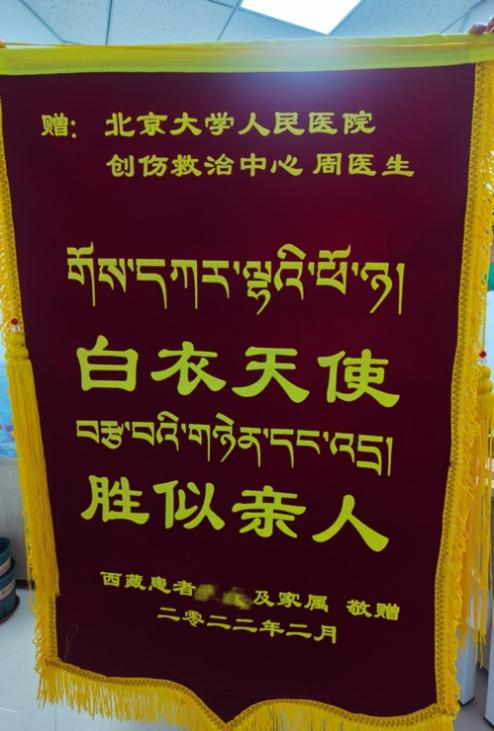 赠：北京大学人民医院
创伤救治中心 周医生
གོས་དཀར་ལྷའི་ཕོ་ཉ།
白衣天使
བརྩེ་བའི་གཉེན་དང་འདྲ།
胜似亲人
西藏患者 及家属 敬赠
二零二二年二月